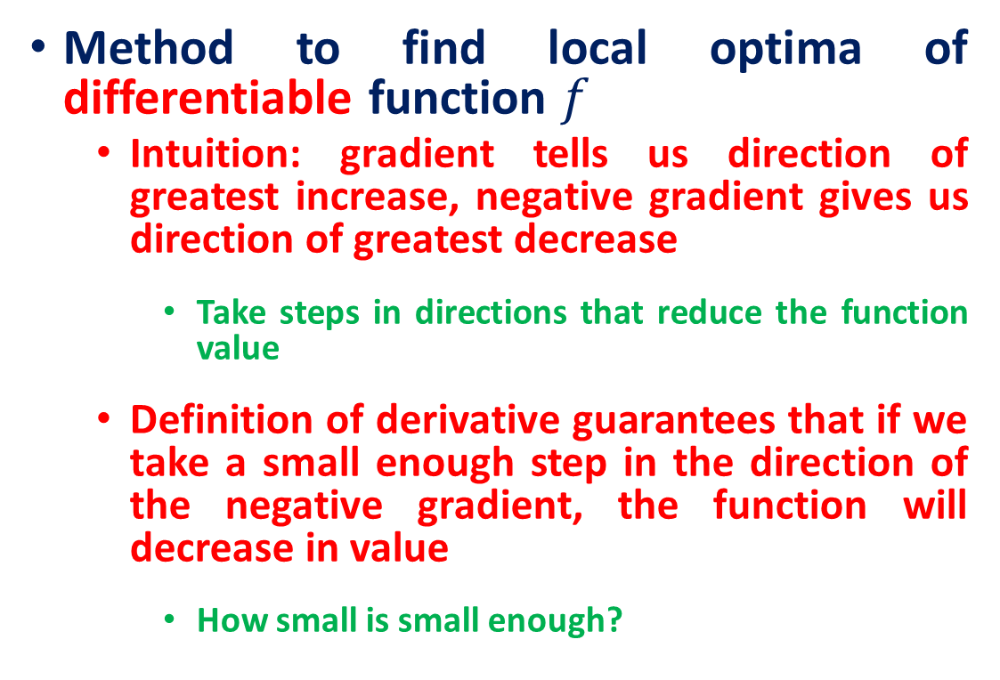 • Method to find local optima of
differentiable function f
• Intuition: gradient tells us direction of
greatest increase, negative gradient gives us
direction of greatest decrease
• Take steps in directions that reduce the function
value
• Definition of derivative guarantees that if we
take a small enough step in the direction of
the negative gradient, the function will
decrease in value
• How small is small enough?